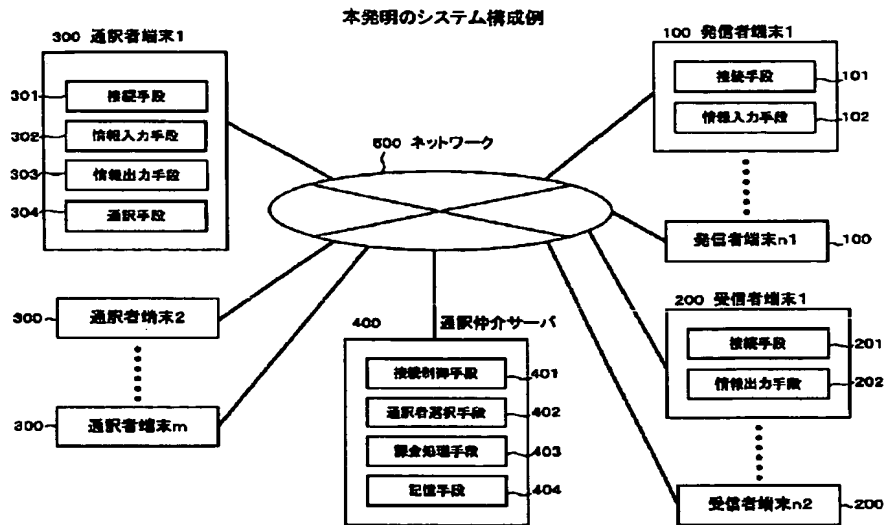 本発明のシステム構成例
300 通訳者端末1
301 接続手段
302 情報入力手段
303 情報出力手段
304 通訳手段
300 通訳者端末2
300 通訳者端末m
600 ネットワーク
400 通訳仲介サーバ
接続制御手段 401
通訳者選択手段 402
課金処理手段 403
記憶手段 404
100 発信者端末1
接続手段 101
情報入力手段 102
発信者端末n1 100
200 受信者端末1
接続手段 201
情報出力手段 202
受信者端末n2 200